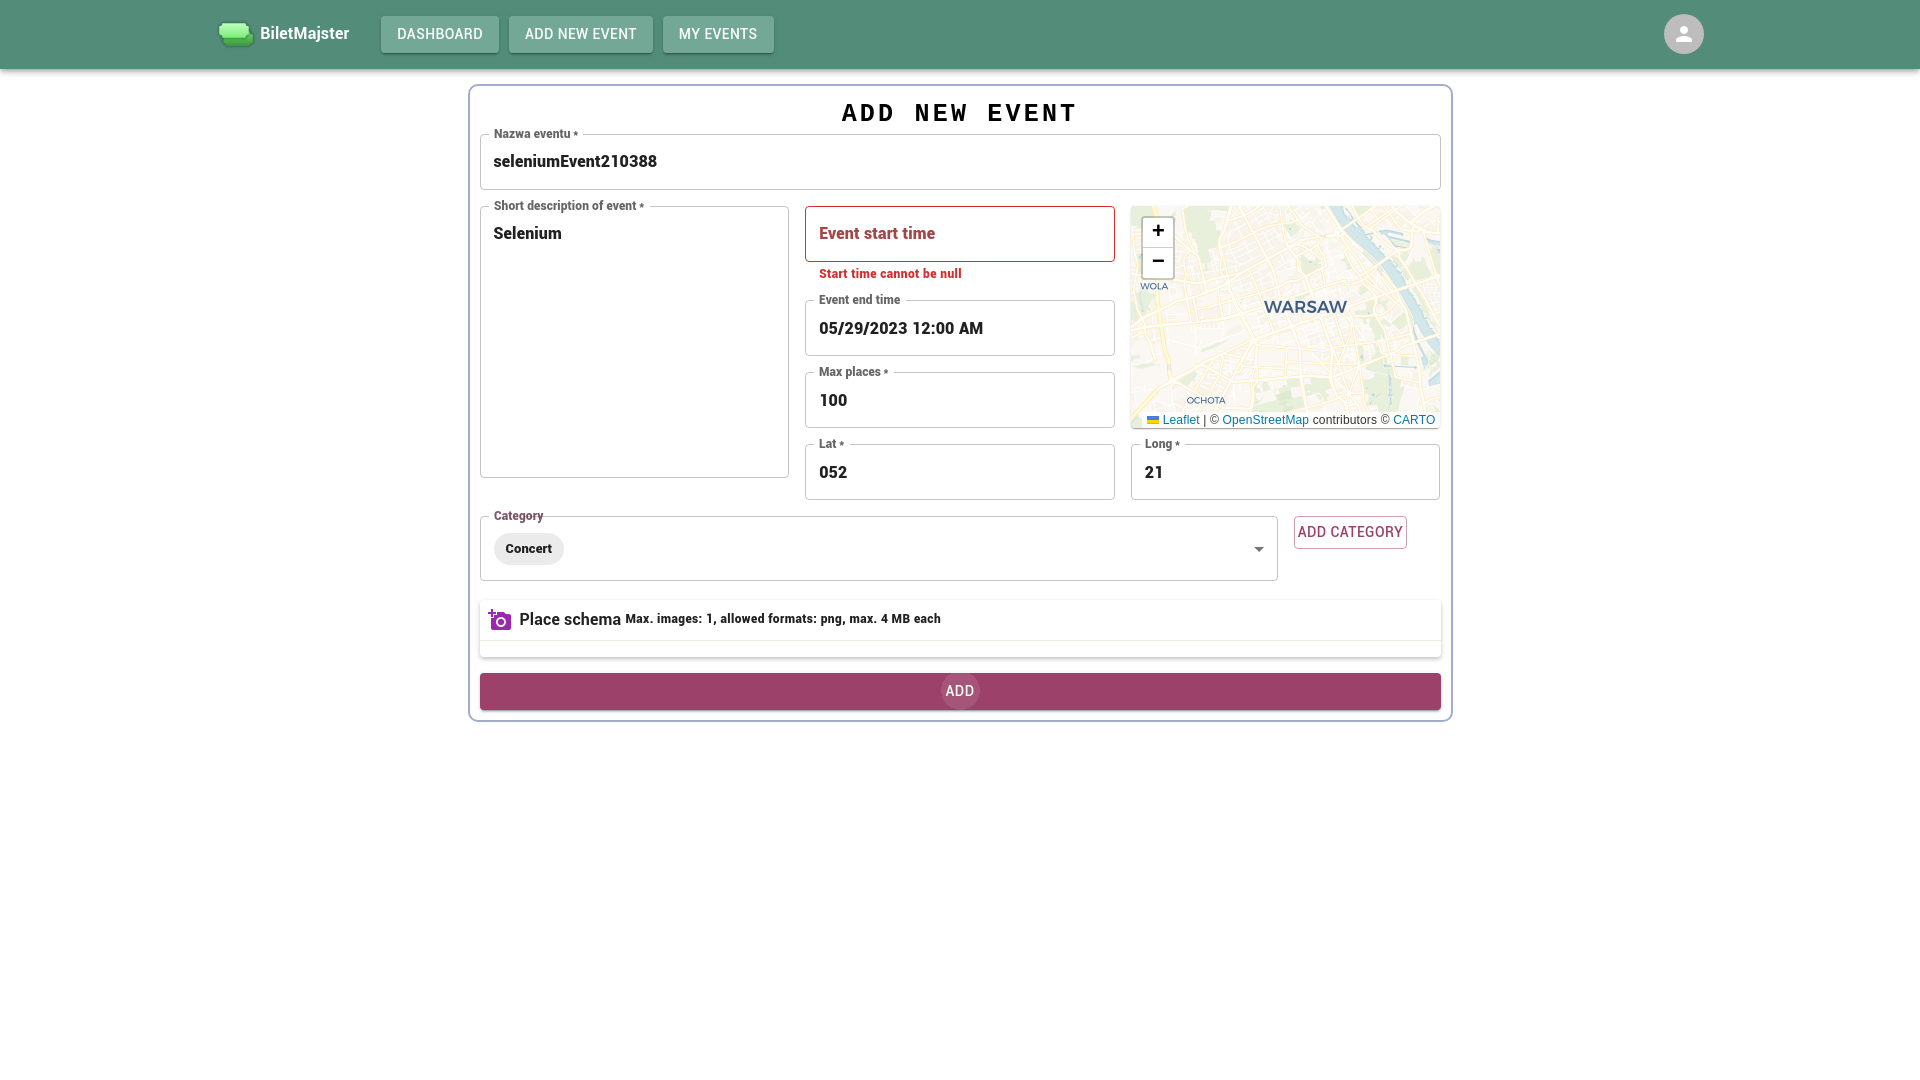 BiletMajster
DASHBOARD
ADD NEW EVENT
MY EVENTS
ADD NEW EVENT
Nazwa eventu *
seleniumEvent210388
Short description of event *
Selenium
Event start time
Start time cannot be null
Event end time
05/29/2023 12:00 AM
Max places *
100
Lat *
052
+
−
WOLA
WARSAW
OCHOTA
Leaflet | © OpenStreetMap contributors © CARTO
Long *
21
Category
Concert
ADD CATEGORY
Place schema Max. images: 1, allowed formats: png, max. 4 MB each
ADD